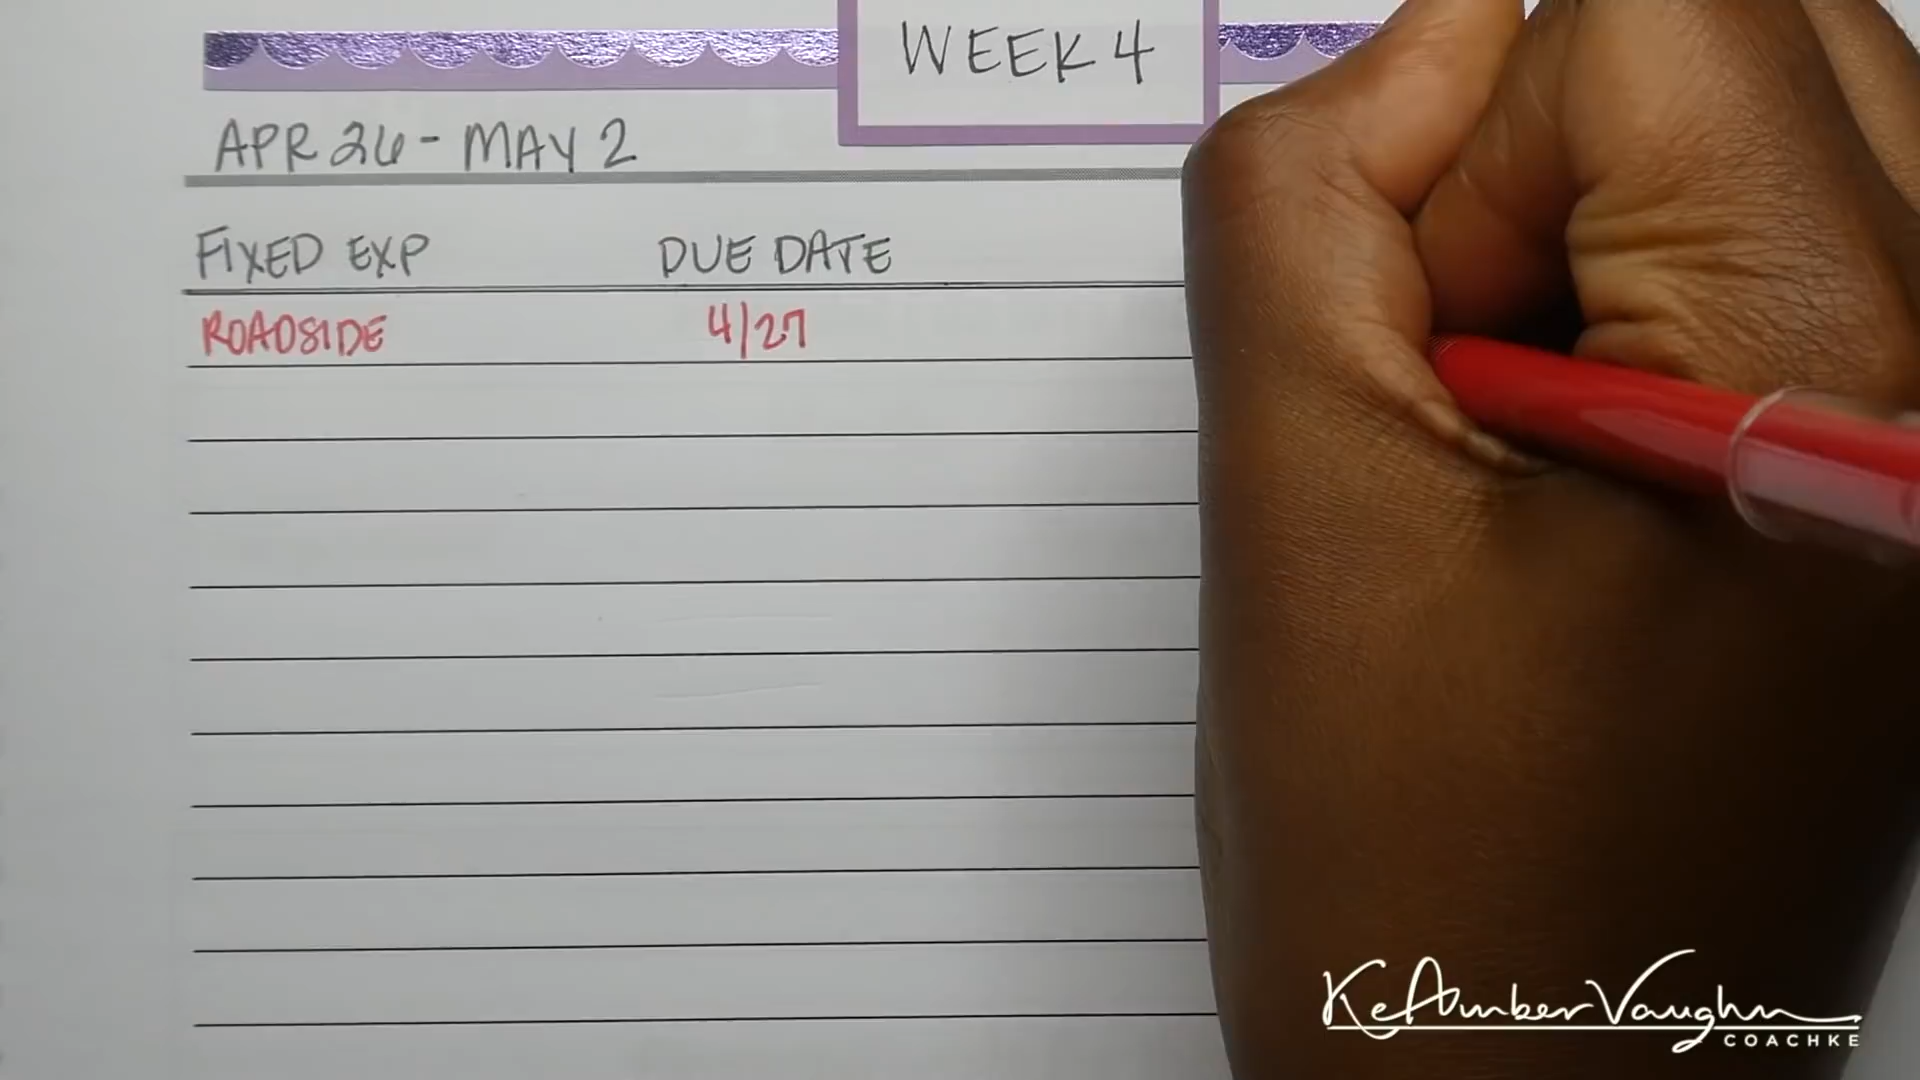 WEEK 4
APR 26 - MAY 2
FIXED EXP DUE DATE
ROADSIDE 4/27
KeAmber Vaughn
COACHKE